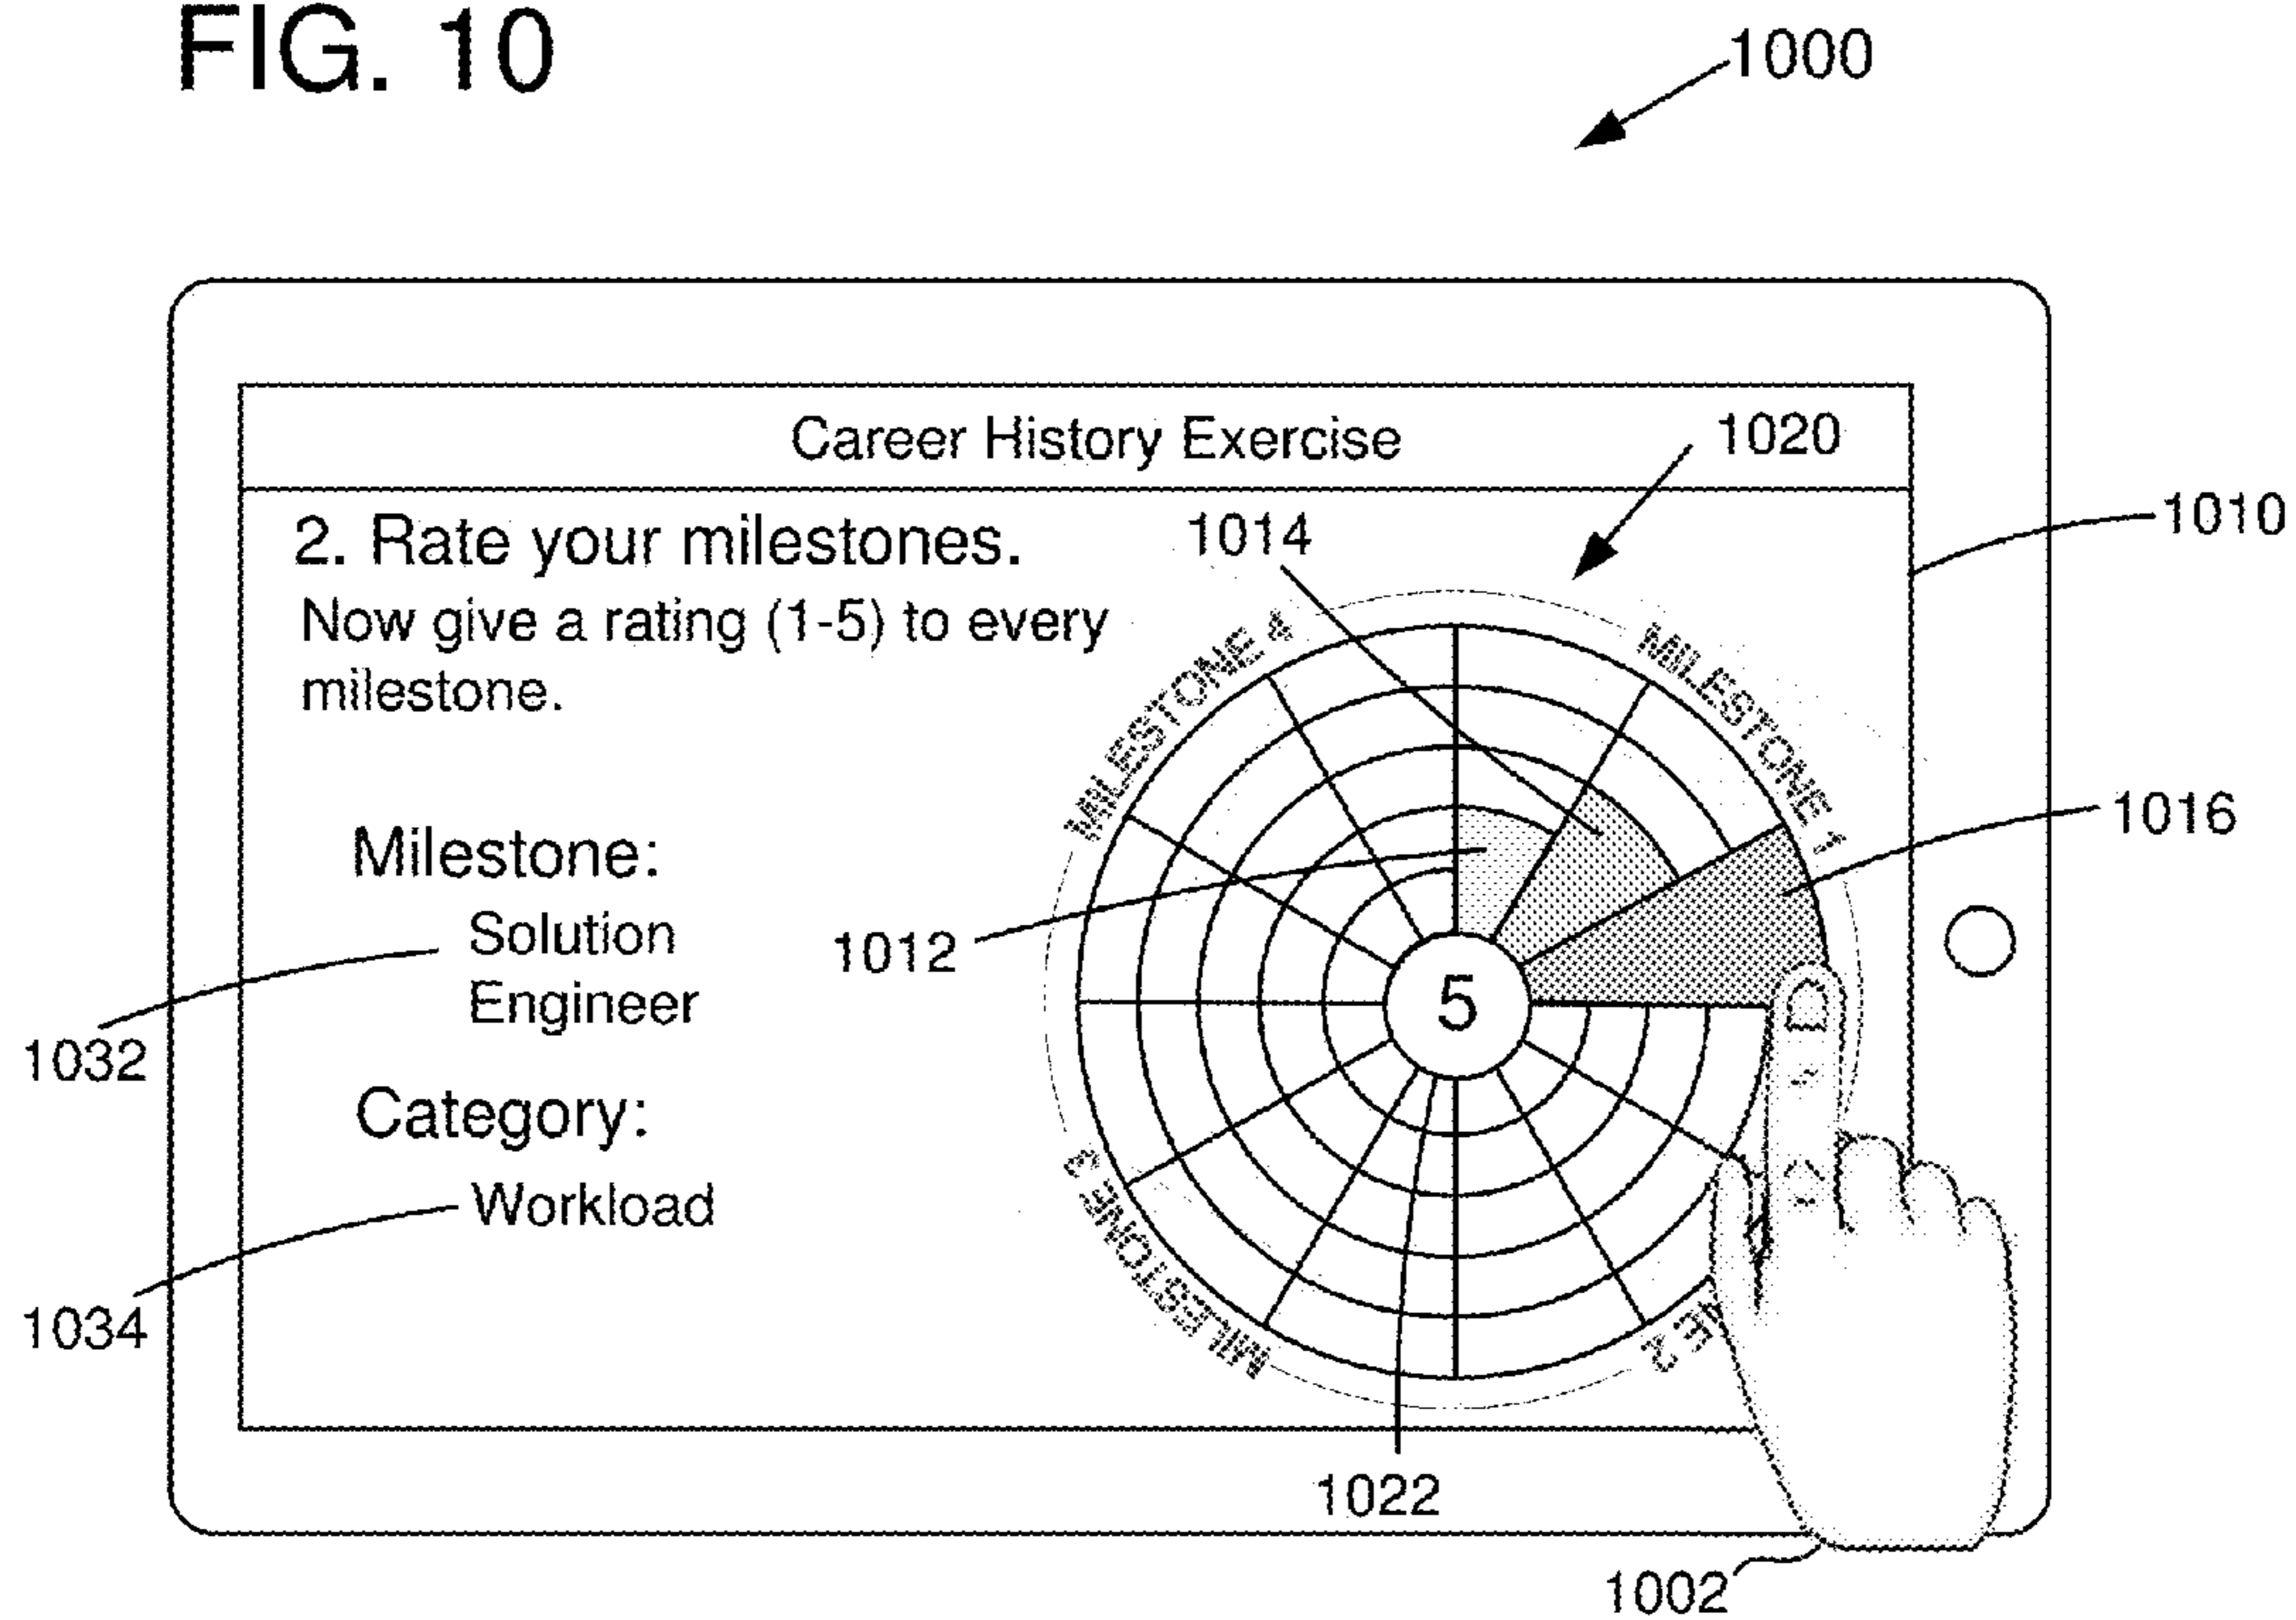 FIG. 10
1000
Career History Exercise
1020
1010
2. Rate your milestones.
1014
Now give a rating (1-5) to every
milestone.
MILESTONE 4
MILESTONE 1
1016
Milestone:
Solution
Engineer
1012
5
1032
Category:
Workload
MILESTONE 3
1034
NE 2
1022
1002